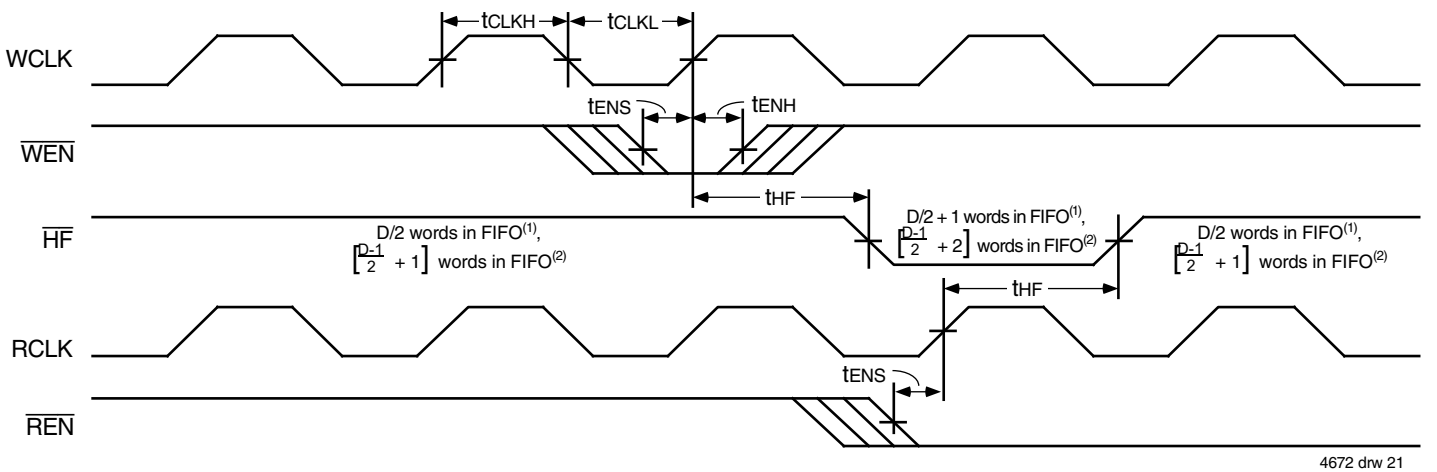 tCLKH tCLKL
WCLK
tENS tENH
WEN
tHF
HF
D/2 words in FIFO(1),
[D-1/2 + 1] words in FIFO(2)
D/2 + 1 words in FIFO(1),
[D-1/2 + 2] words in FIFO(2)
D/2 words in FIFO(1),
[D-1/2 + 1] words in FIFO(2)
tHF
RCLK
tENS
REN
4672 drw 21